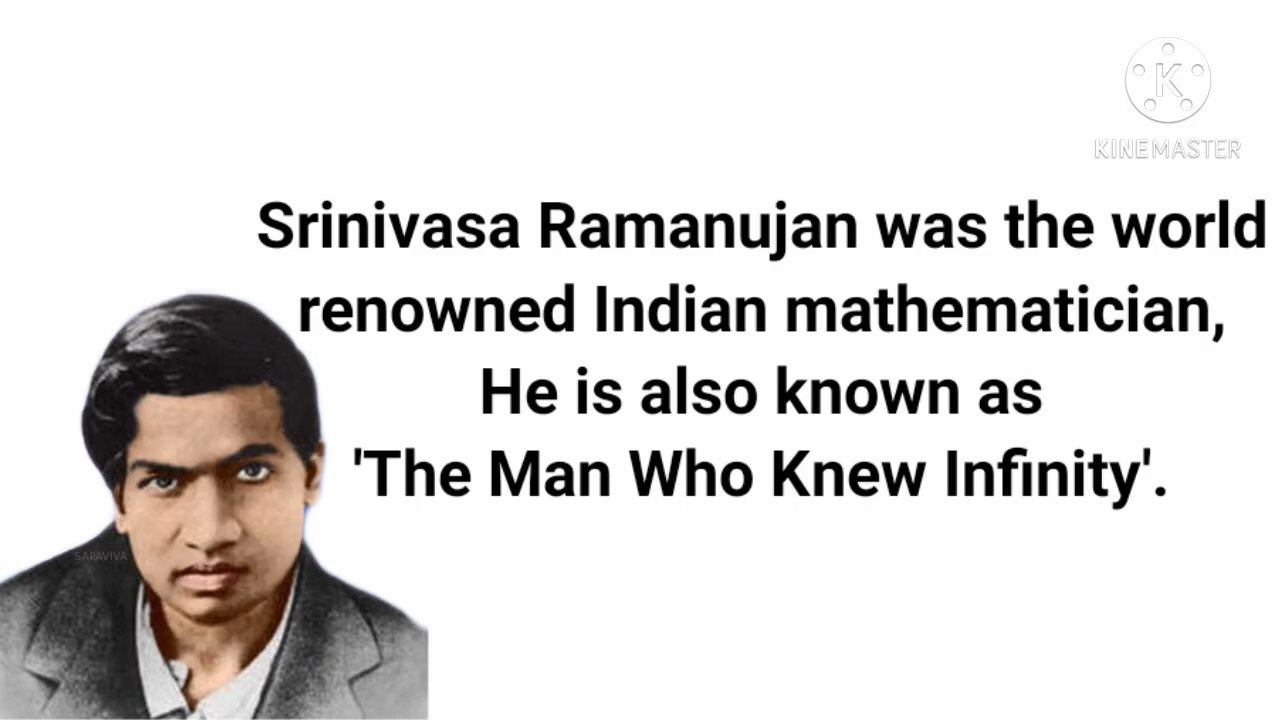 K
KINEMASTER
Srinivasa Ramanujan was the world
renowned Indian mathematician,
He is also known as
'The Man Who Knew Infinity'.
SAPAVIVA